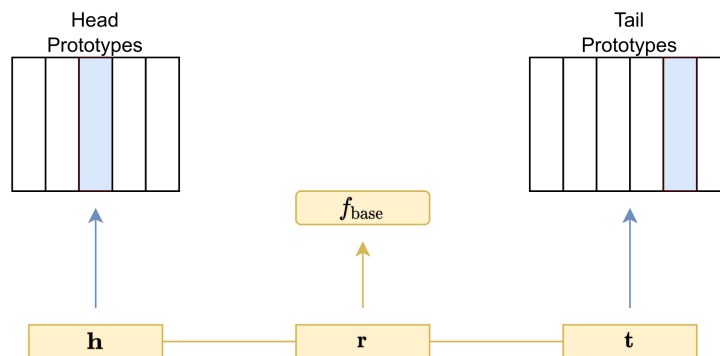 Head
Prototypes
Tail
Prototypes
f_base
h
r
t